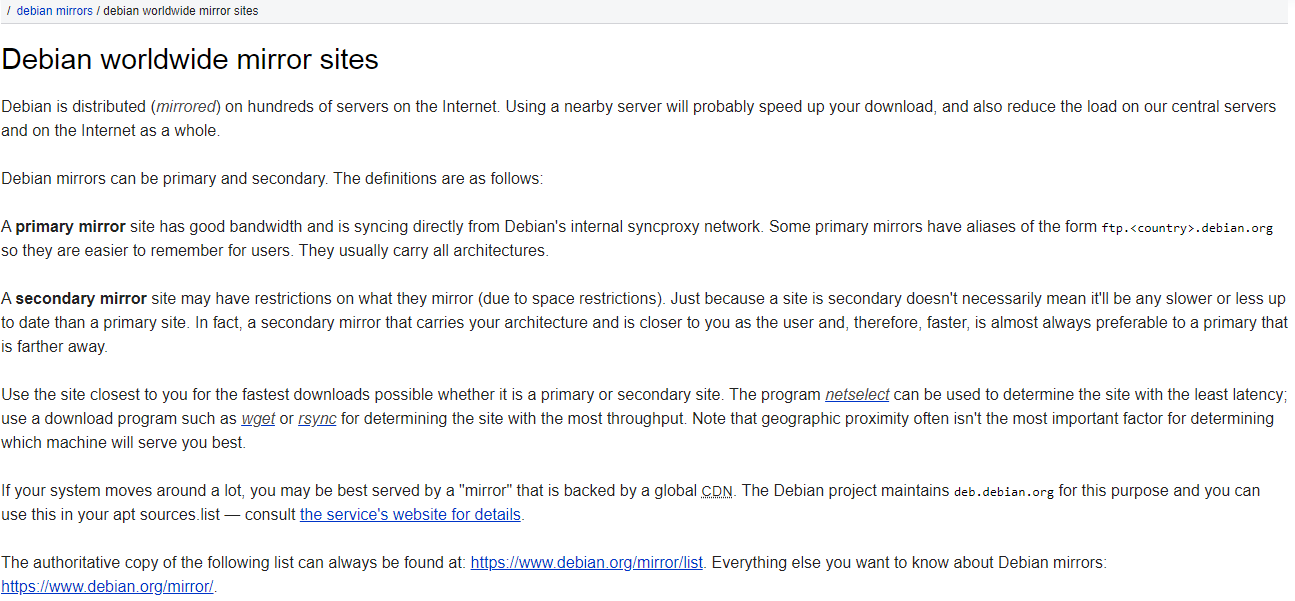 / debian mirrors / debian worldwide mirror sites
Debian worldwide mirror sites
Debian is distributed (mirrored) on hundreds of servers on the Internet. Using a nearby server will probably speed up your download, and also reduce the load on our central servers
and on the Internet as a whole.
Debian mirrors can be primary and secondary. The definitions are as follows:
A primary mirror site has good bandwidth and is syncing directly from Debian's internal syncproxy network. Some primary mirrors have aliases of the form ftp.<country>.debian.org
so they are easier to remember for users. They usually carry all architectures.
A secondary mirror site may have restrictions on what they mirror (due to space restrictions). Just because a site is secondary doesn't necessarily mean it'll be any slower or less up
to date than a primary site. In fact, a secondary mirror that carries your architecture and is closer to you as the user and, therefore, faster, is almost always preferable to a primary that
is farther away.
Use the site closest to you for the fastest downloads possible whether it is a primary or secondary site. The program netselect can be used to determine the site with the least latency;
use a download program such as wget or rsync for determining the site with the most throughput. Note that geographic proximity often isn't the most important factor for determining
which machine will serve you best.
If your system moves around a lot, you may be best served by a "mirror" that is backed by a global CDN. The Debian project maintains deb.debian.org for this purpose and you can
use this in your apt sources.list — consult the service's website for details.
The authoritative copy of the following list can always be found at: https://www.debian.org/mirror/list. Everything else you want to know about Debian mirrors:
https://www.debian.org/mirror/.